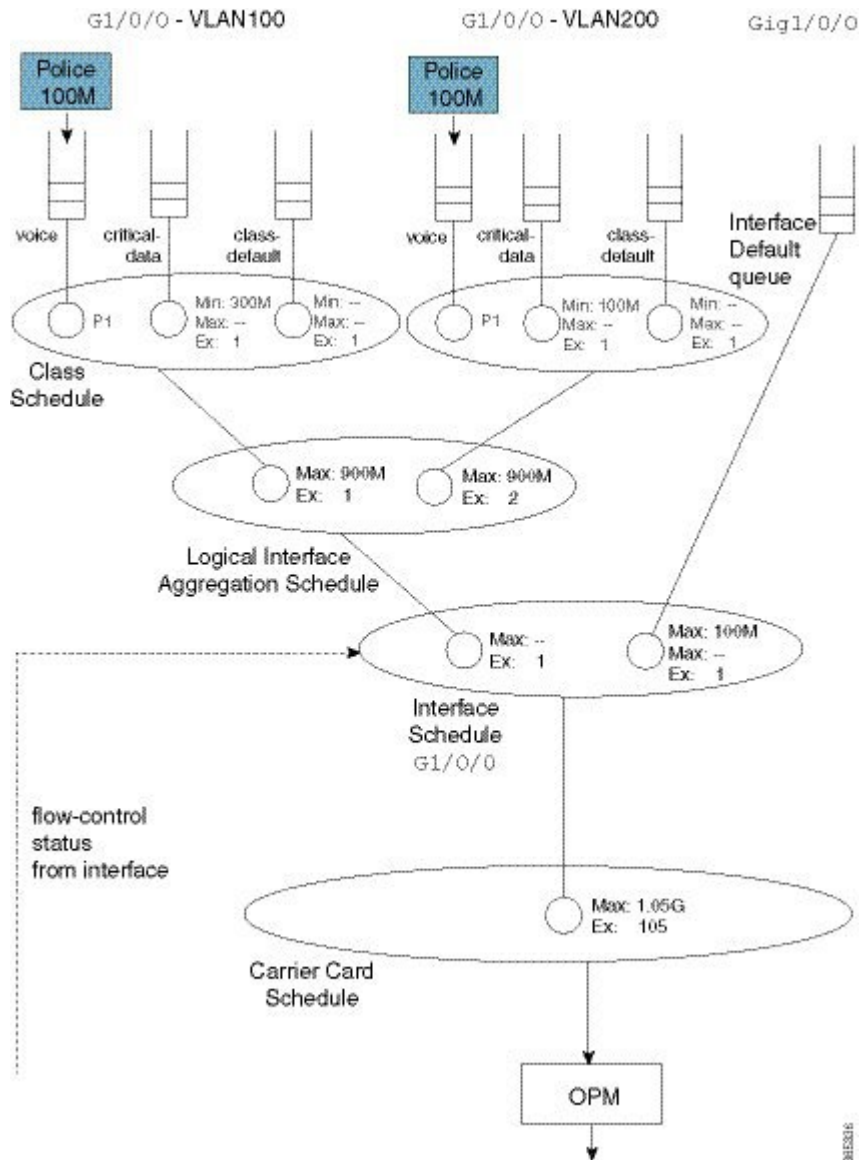 G1/0/0 - VLAN100
G1/0/0 - VLAN200
Gig1/0/0
Police
100M
Police
100M
voice
critical-
data
class-
default
voice
critical-
data
class-
default
Interface
Default
queue
P1
Min: 300M
Max: --
Ex: 1
Min: --
Max: --
Ex: 1
P1
Min: 100M
Max: --
Ex: 1
Min: --
Max: --
Ex: 1
Class
Schedule
Max: 900M
Ex: 1
Max: 900M
Ex: 2
Logical Interface
Aggregation Schedule
Max: --
Ex: 1
Max: 100M
Max: --
Ex: 1
Interface
Schedule
G1/0/0
flow-control
status
from interface
Max: 1.05G
Ex: 105
Carrier Card
Schedule
OPM